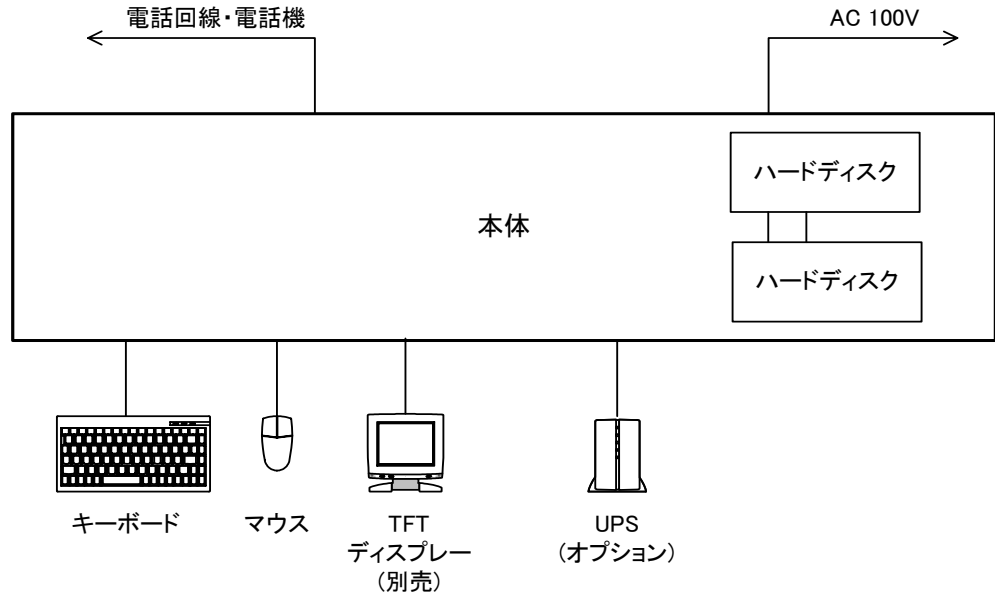 電話回線・電話機
AC 100V
ハードディスク
本体
ハードディスク
キーボード
マウス
TFT
ディスプレー
(別売)
UPS
(オプション)